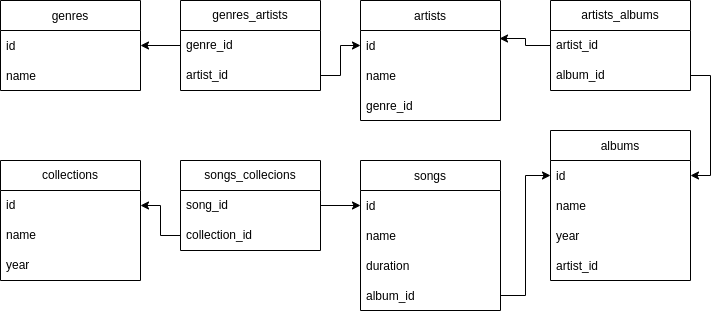 genres
id
name
genres_artists
genre_id
artist_id
artists
id
name
genre_id
artists_albums
artist_id
album_id
collections
id
name
year
songs_collecions
song_id
collection_id
songs
id
name
duration
album_id
albums
id
name
year
artist_id